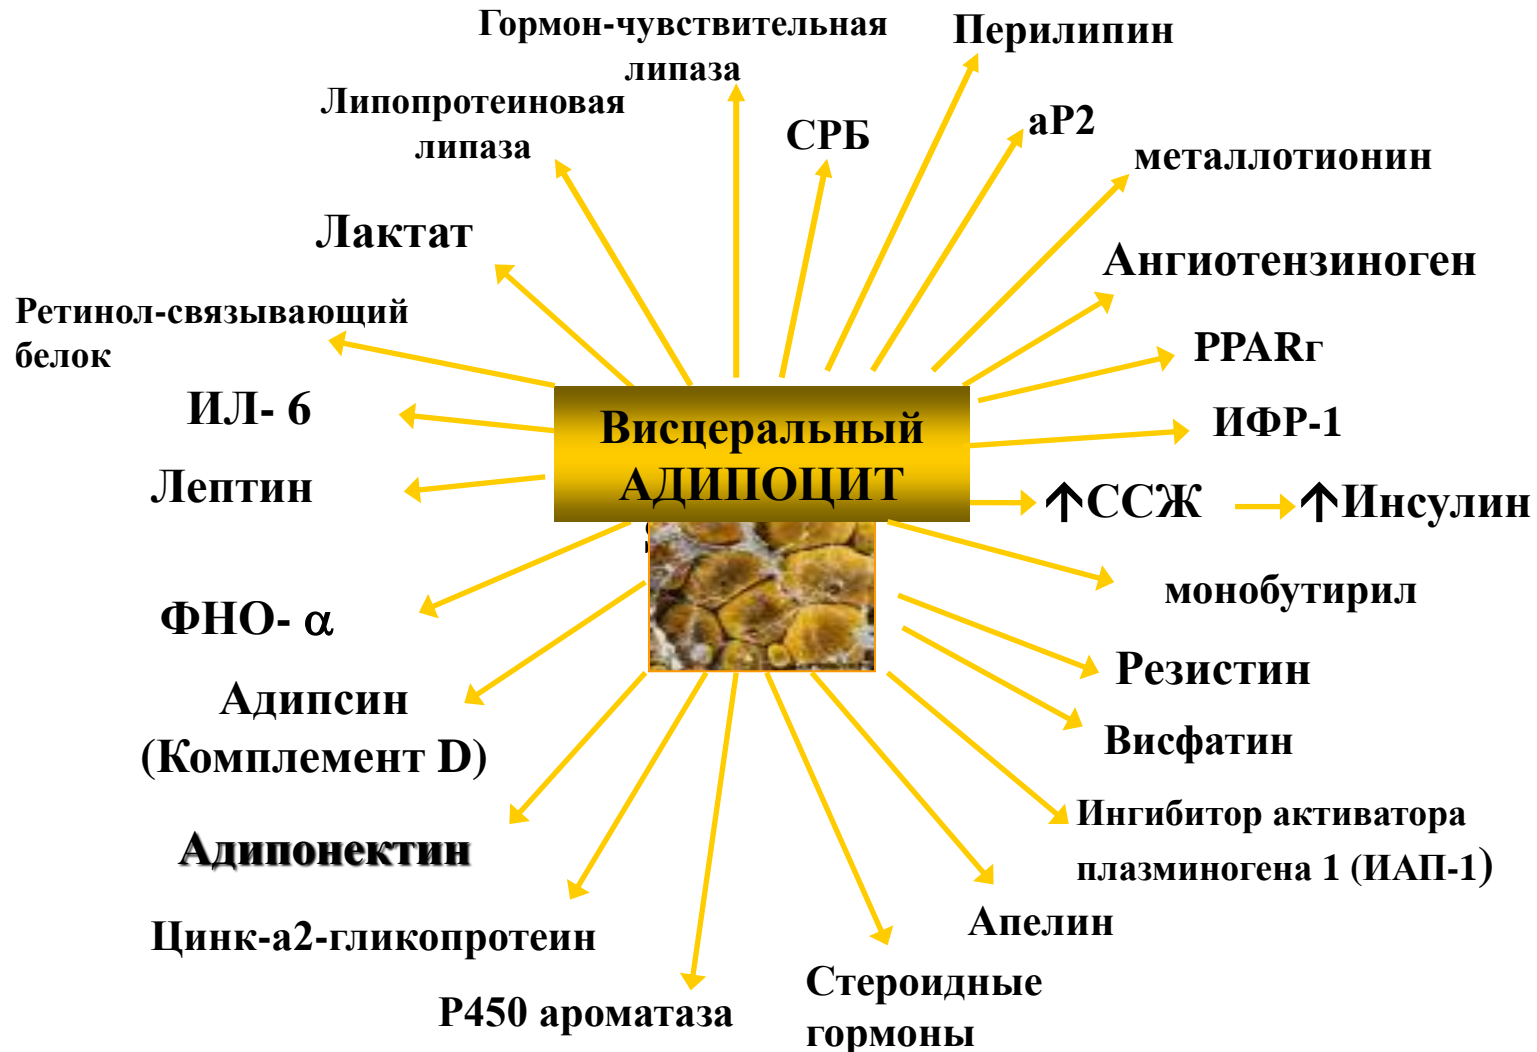 Гормон-чувствительная
липаза
Перилипин
Липопротеиновая
липаза
СРБ
аР2
металлотионин
Лактат
Ангиотензиноген
Ретинол-связывающий
белок
PPARг
ИЛ- 6
ИФР-1
Висцеральный
АДИПОЦИТ
Лептин
↑ССЖ
↑Инсулин
монобутирил
ФНО- α
Резистин
Адипсин
(Комплемент D)
Висфатин
Ингибитор активатора
плазминогена 1 (ИАП-1)
Адипонектин
Апелин
Цинк-а2-гликопротеин
Стероидные
гормоны
Р450 ароматаза